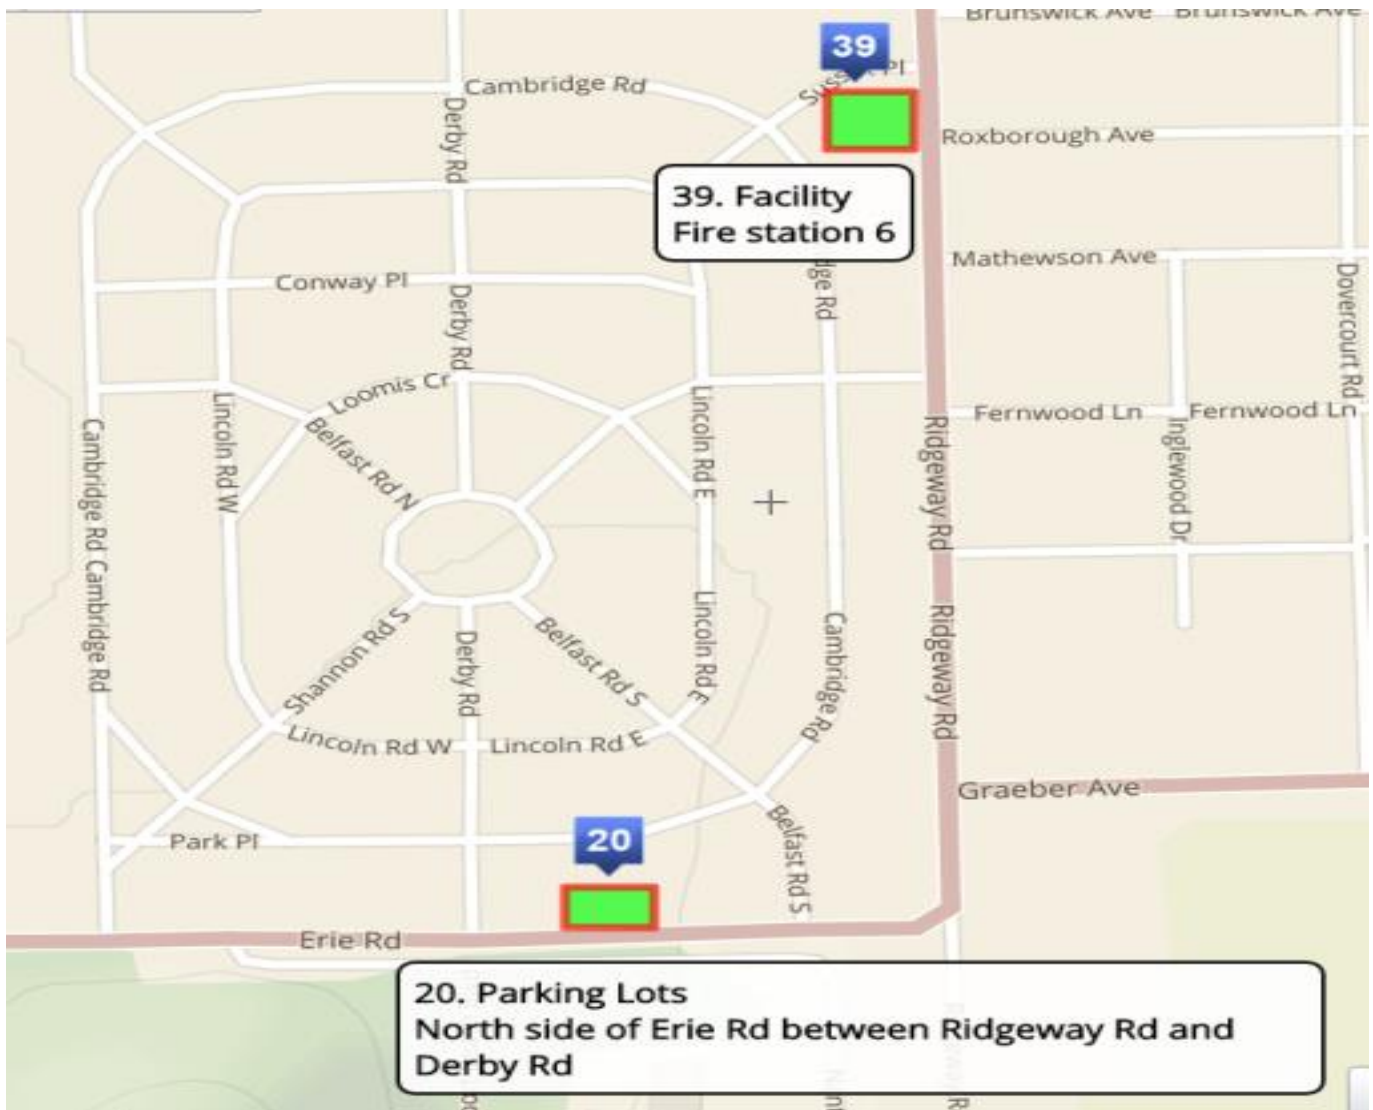 Brunswick Ave
Brunswick Ave
39
Sussex Pl
Cambridge Rd
Derby Rd
Roxborough Ave
39. Facility
Fire station 6
Mathewson Ave
dge Rd
Conway Pl
Derby Rd
Dovercourt Rd
Loomis Cr
Lincoln Rd W
Lincoln Rd E
Fernwood Ln
Fernwood Ln
Belfast Rd N
Cambridge Rd
Ridgeway Rd
Inglewood Dr
Cambridge Rd
Lincoln Rd E
Shannon Rd S
Derby Rd
Belfast Rd S
Cambridge Rd
Ridgeway Rd
Lincoln Rd W
Lincoln Rd E
Graeber Ave
Park Pl
20
Belfast Rd S
Erie Rd
20. Parking Lots
North side of Erie Rd between Ridgeway Rd and
Derby Rd